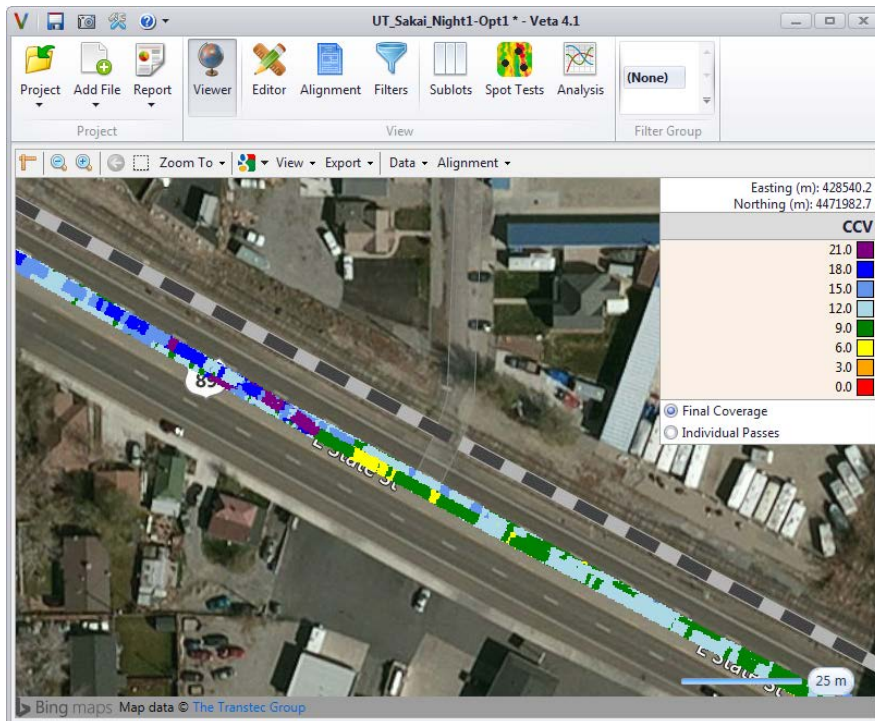 UT_Sakai_Night1-Opt1 * - Veta 4.1
Project Add File Report Viewer Editor Alignment Filters Sublots Spot Tests Analysis (None)
Project View Filter Group
Zoom To View Export Data Alignment
Easting (m): 428540.2
Northing (m): 4471982.7
CCV
21.0
18.0
15.0
12.0
9.0
6.0
3.0
0.0
Final Coverage
Individual Passes
89
E State St
E State St
25 m
Bing maps Map data © The Transtec Group